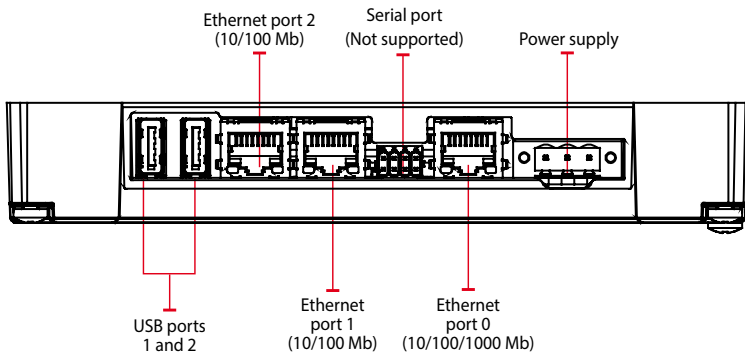 Ethernet port 2
(10/100 Mb)
Serial port
(Not supported)
Power supply
USB ports
1 and 2
Ethernet
port 1
(10/100 Mb)
Ethernet
port 0
(10/100/1000 Mb)